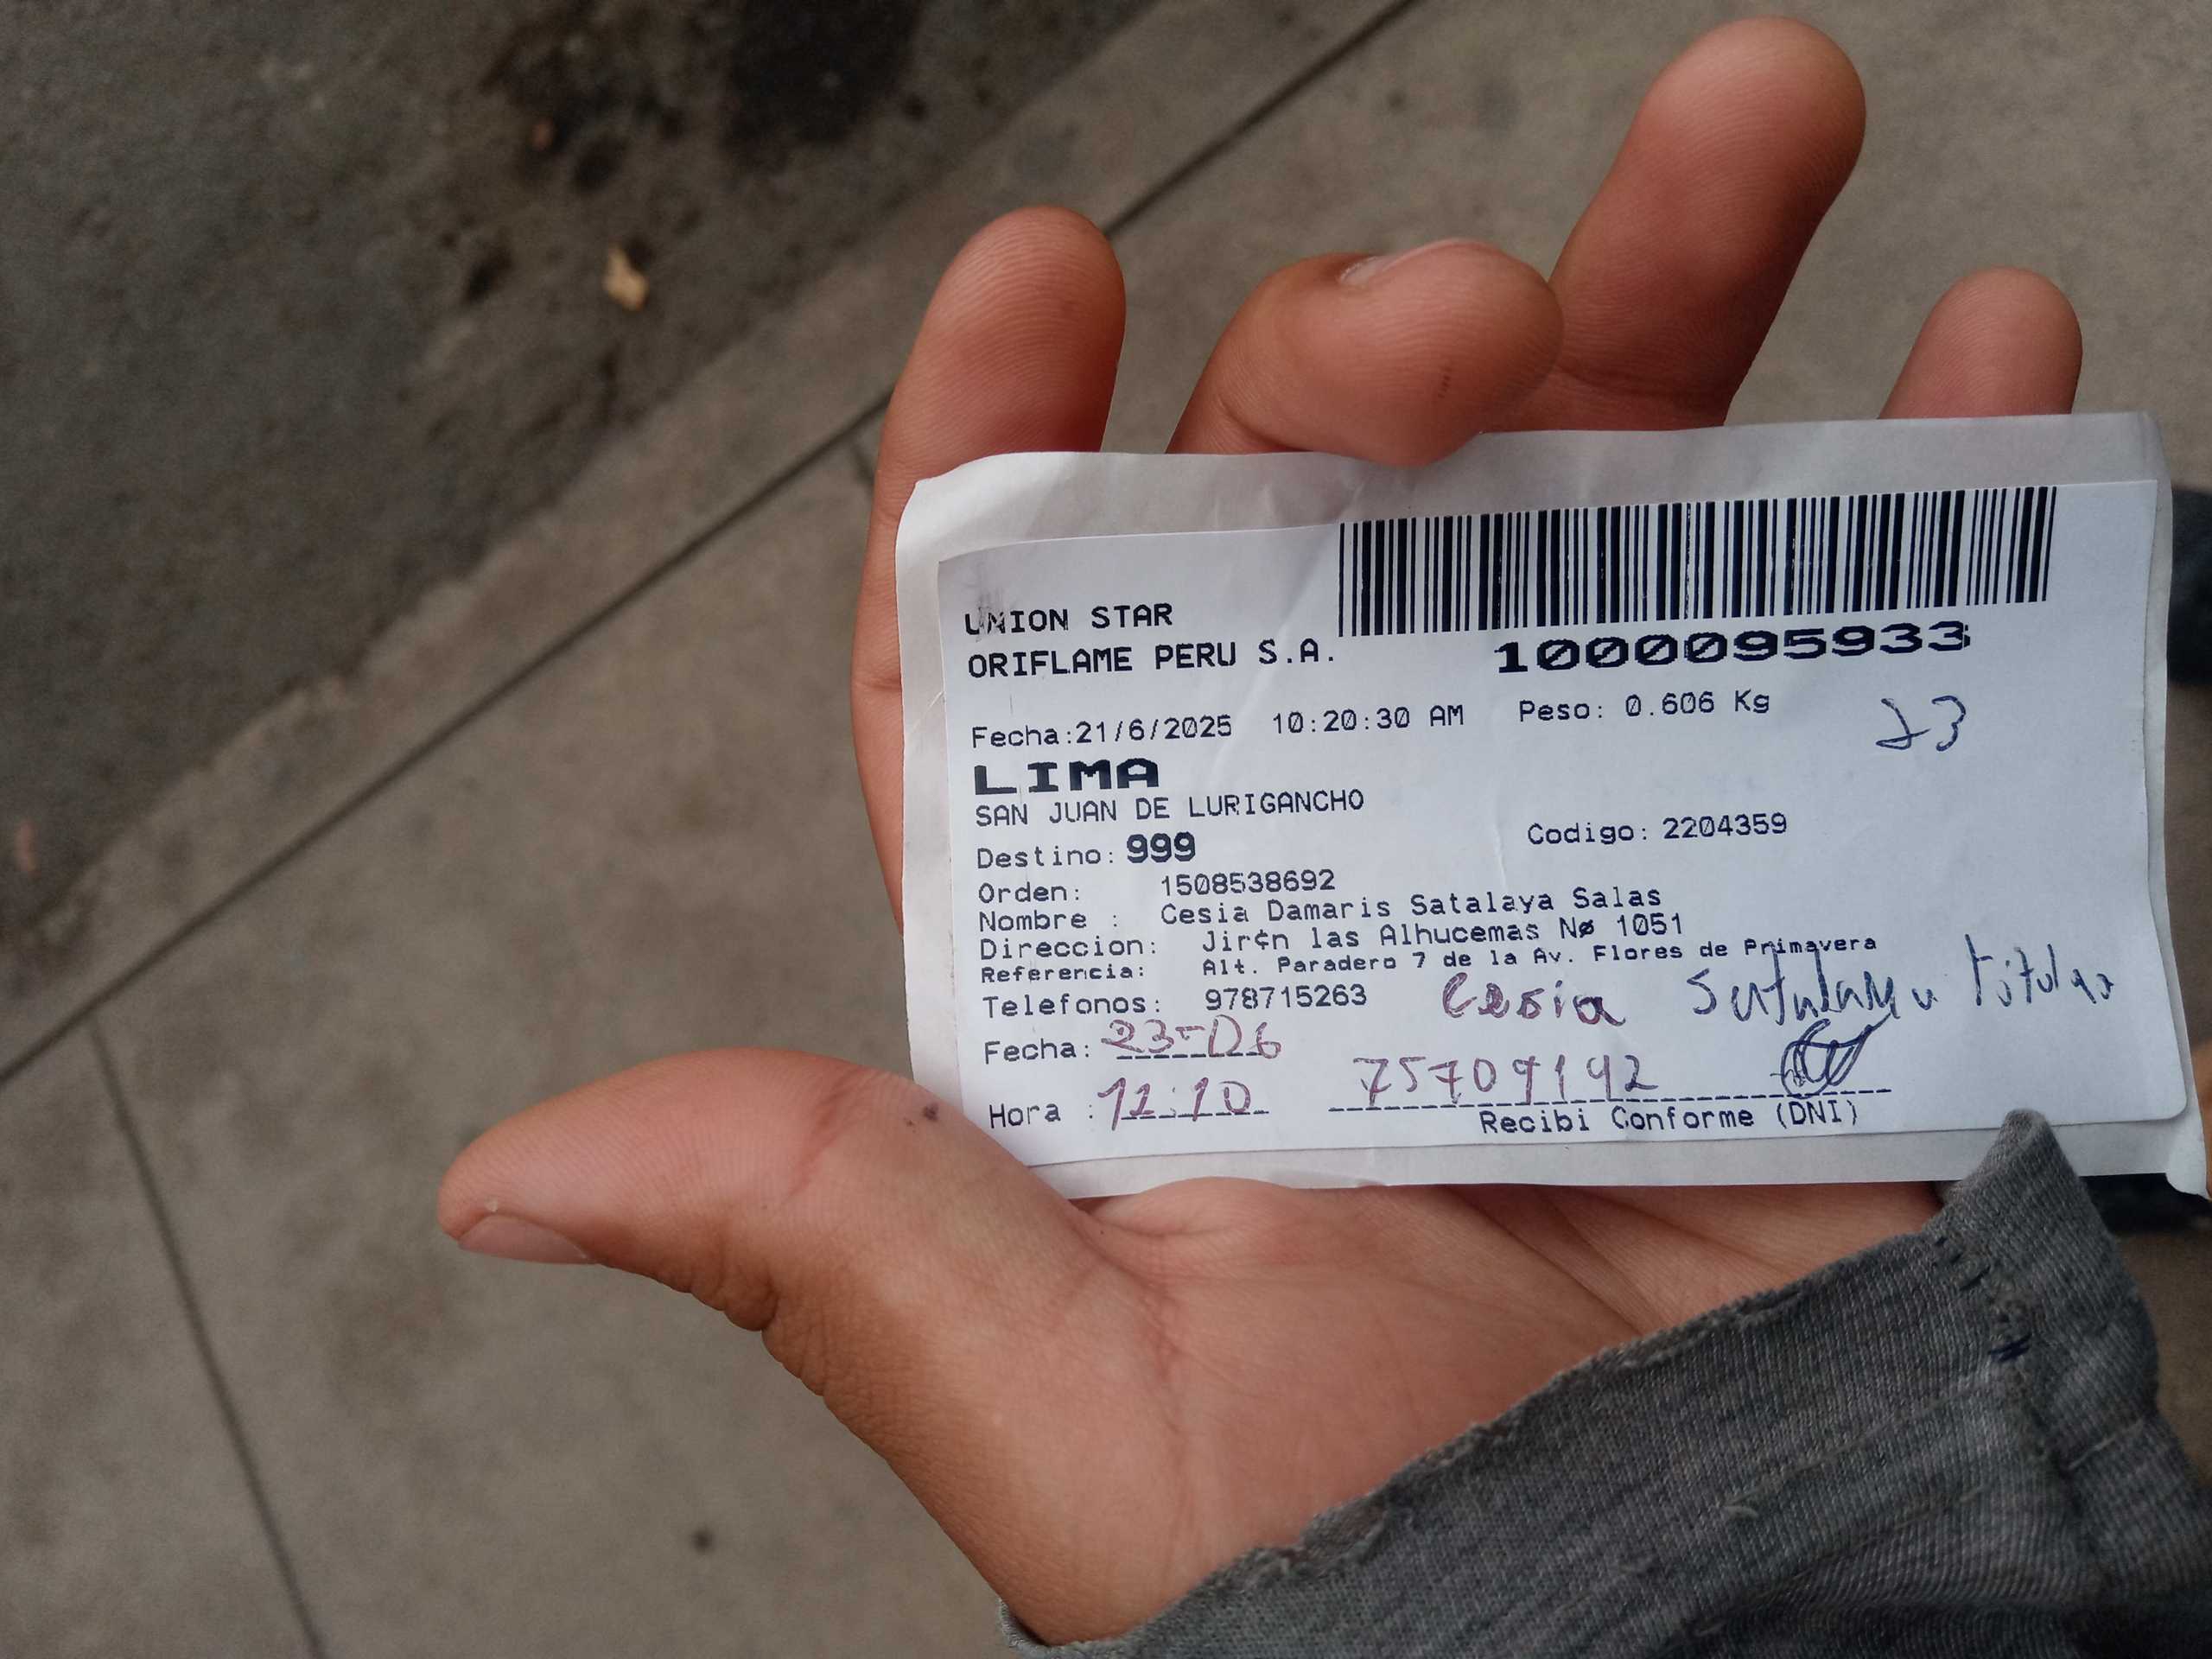 UNION STAR
ORIFLAME PERU S.A.
1000095933
Fecha:21/6/2025 10:20:30 AM Peso: 0.606 Kg
23
LIMA
SAN JUAN DE LURIGANCHO
Destino: 999 Codigo: 2204359
Orden: 1508538692
Nombre : Cesia Damaris Satalaya Salas
Direccion: Jir¢n las Alhucemas Nø 1051
Referencia: Alt. Paradero 7 de la Av. Flores de Primavera
Telefonos: 978715263 Cesia Satalaya titular
Fecha: 23-06
Hora : 11:10 75709192
Recibi Conforme (DNI)